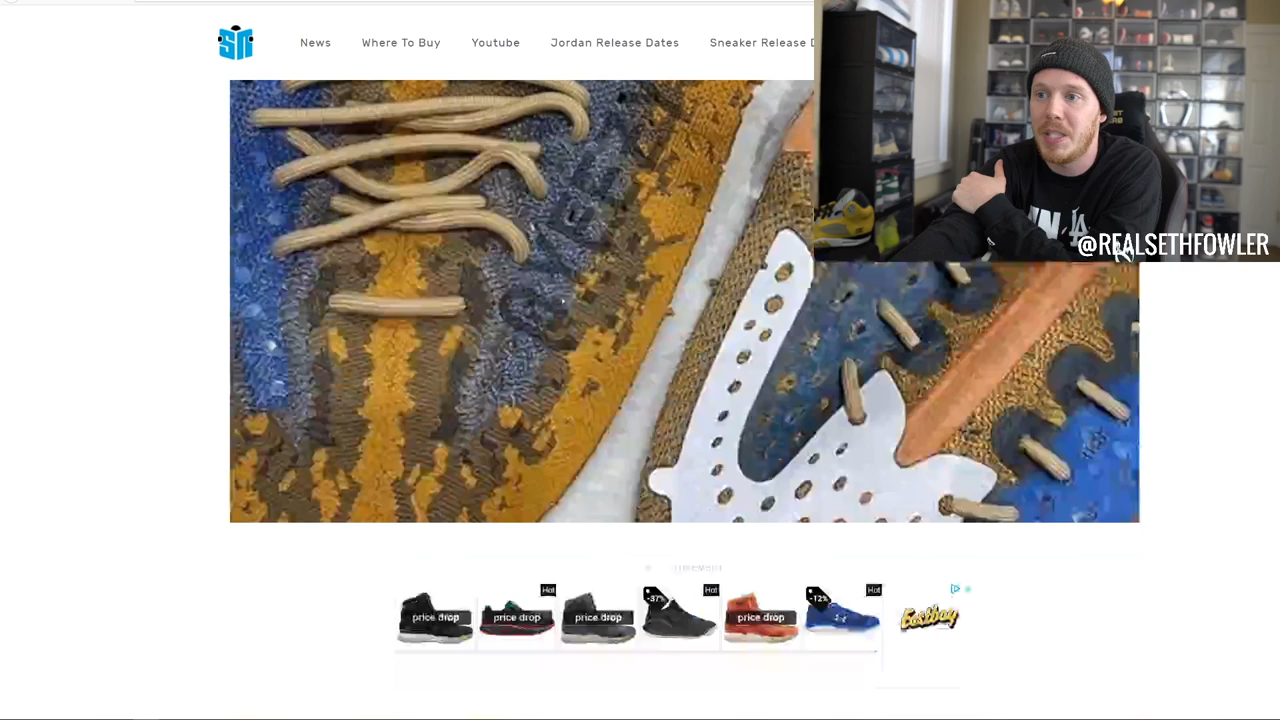 News
Where To Buy
Youtube
Jordan Release Dates
Sneaker Release D
@REALSETHFOWLER
LA
Hot
-37%
Hot
-12%
Hot
price drop
price drop
price drop
price drop
Eastbay